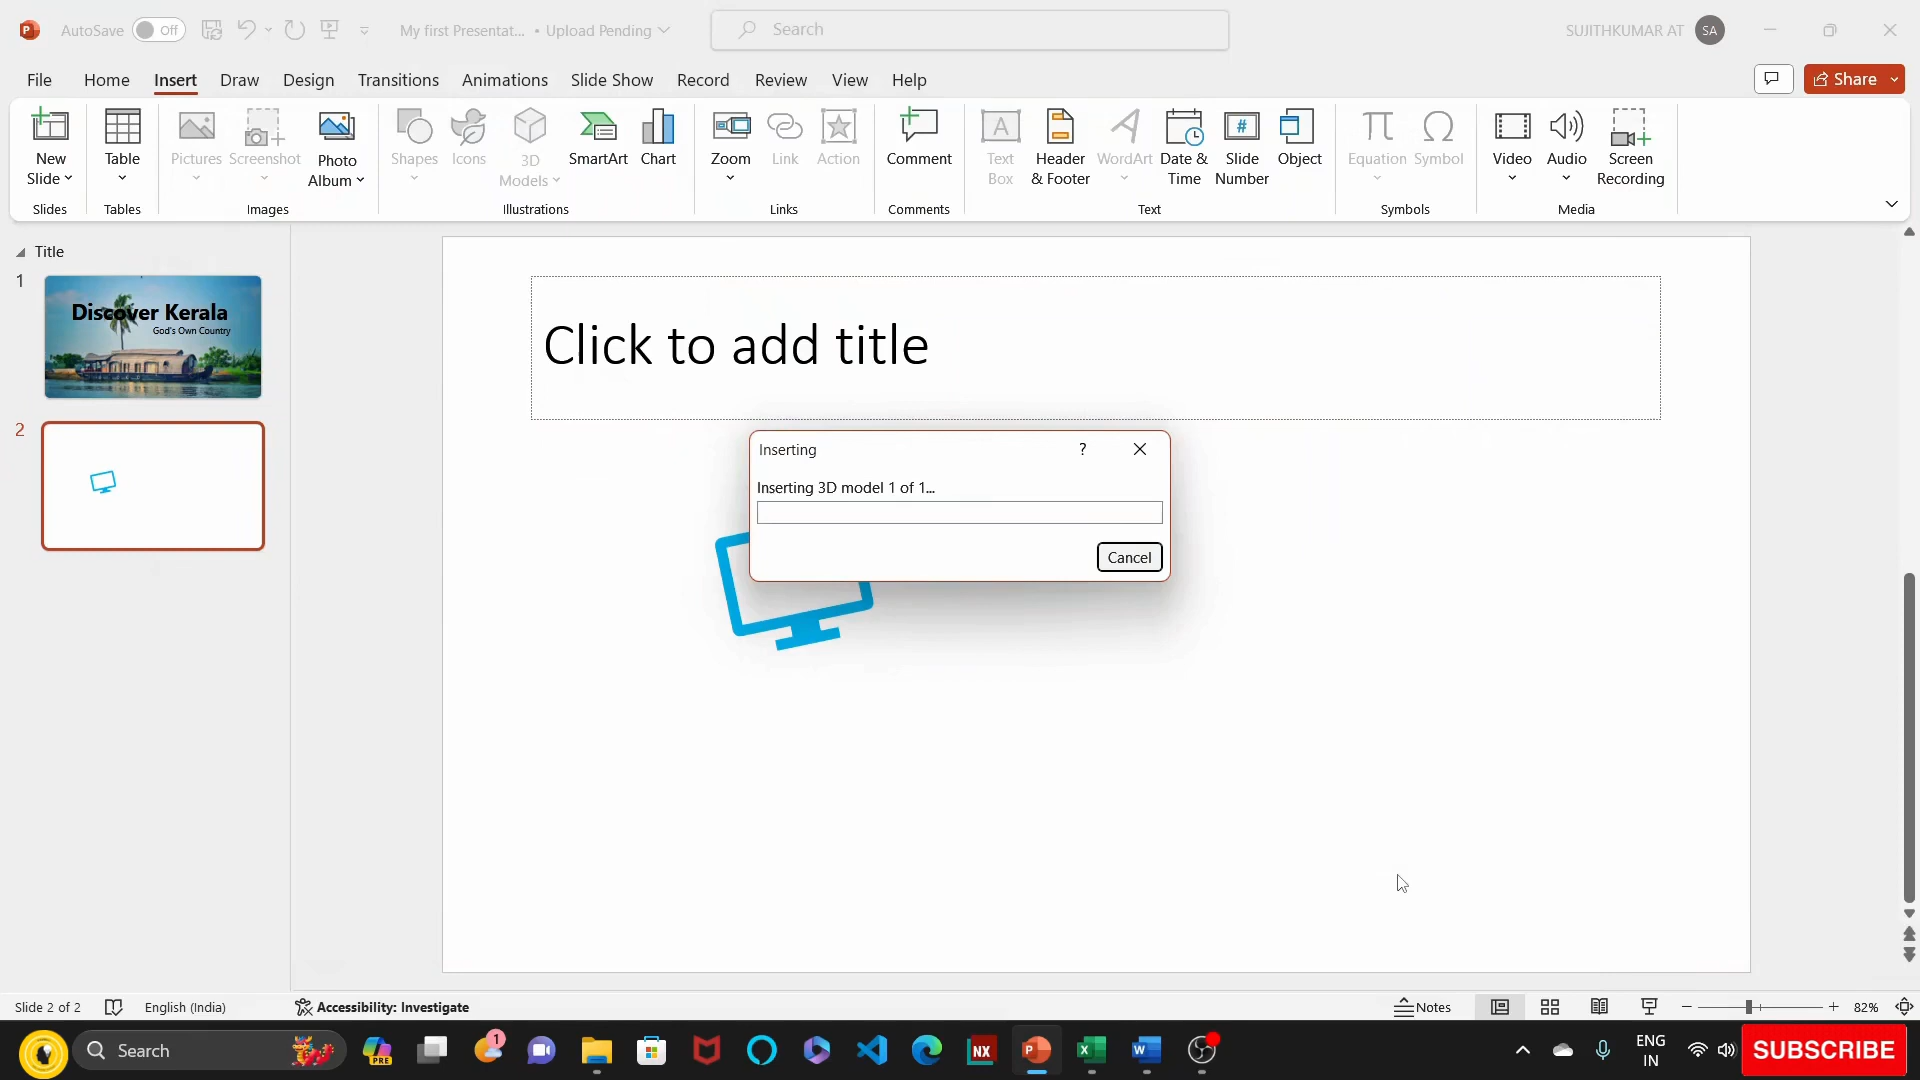 AutoSave Off My first Presentat... • Upload Pending Search SUJITHKUMAR AT SA
File Home Insert Draw Design Transitions Animations Slide Show Record Review View Help Share
New Slide Table Pictures Screenshot Photo Album Shapes Icons 3D Models SmartArt Chart Zoom Link Action Comment Text Box Header & Footer WordArt Date & Time Slide Number Object Equation Symbol Video Audio Screen Recording
Slides Tables Images Illustrations Links Comments Text Symbols Media
Title
1
Discover Kerala
God's Own Country
2
Click to add title
Inserting ?
Inserting 3D model 1 of 1...
Cancel
Slide 2 of 2 English (India) Accessibility: Investigate Notes 82%
Search PRE 1 NX ENG IN SUBSCRIBE